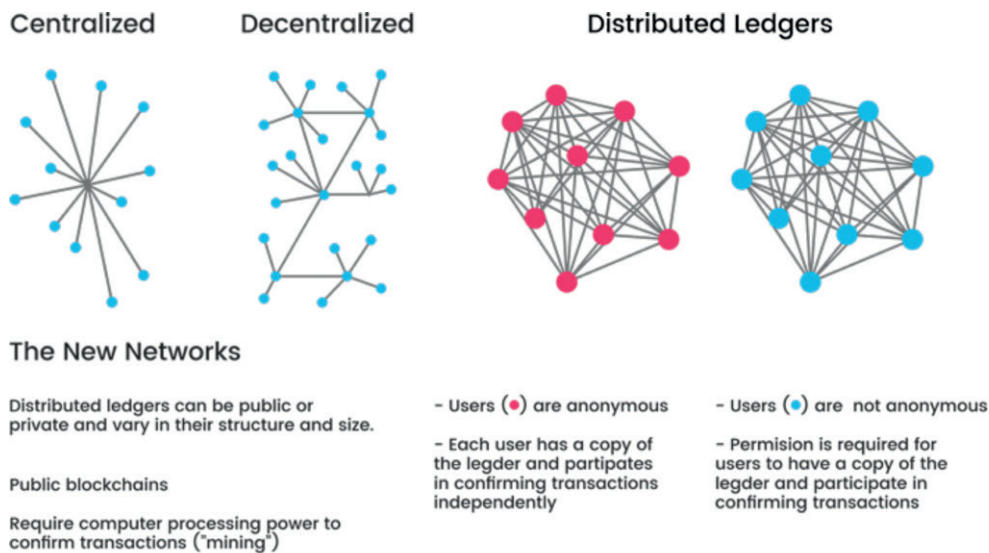 Centralized
Decentralized
Distributed Ledgers
The New Networks
Distributed ledgers can be public or
private and vary in their structure and size.
Public blockchains
Require computer processing power to
confirm transactions ("mining")
- Users (●) are anonymous
- Each user has a copy of
the legder and partipates
in confirming transactions
independently
- Users (●) are not anonymous
- Permision is required for
users to have a copy of the
legder and participate in
confirming transactions